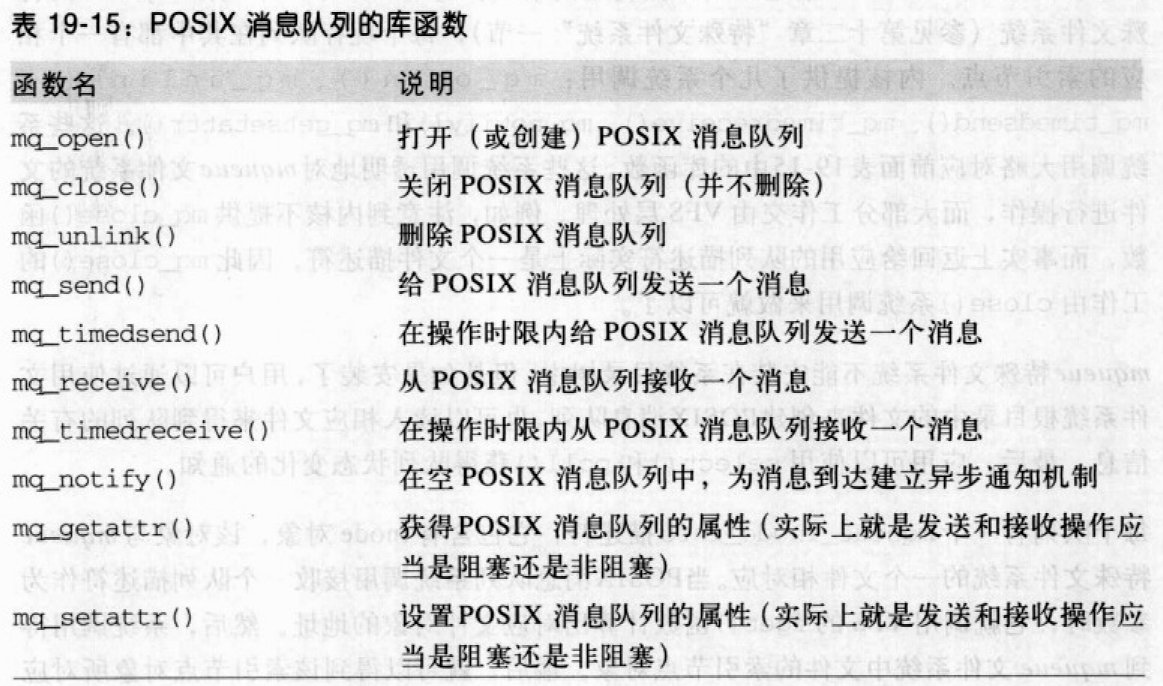 表 19-15：POSIX 消息队列的库函数
函数名 说明
mq_open() 打开（或创建）POSIX 消息队列
mq_close() 关闭 POSIX 消息队列（并不删除）
mq_unlink() 删除 POSIX 消息队列
mq_send() 给 POSIX 消息队列发送一个消息
mq_timedsend() 在操作时限内给 POSIX 消息队列发送一个消息
mq_receive() 从 POSIX 消息队列接收一个消息
mq_timedreceive() 在操作时限内从 POSIX 消息队列接收一个消息
mq_notify() 在空 POSIX 消息队列中，为消息到达建立异步通知机制
mq_getattr() 获得 POSIX 消息队列的属性（实际上就是发送和接收操作应
当是阻塞还是非阻塞）
mq_setattr() 设置 POSIX 消息队列的属性（实际上就是发送和接收操作应
当是阻塞还是非阻塞）